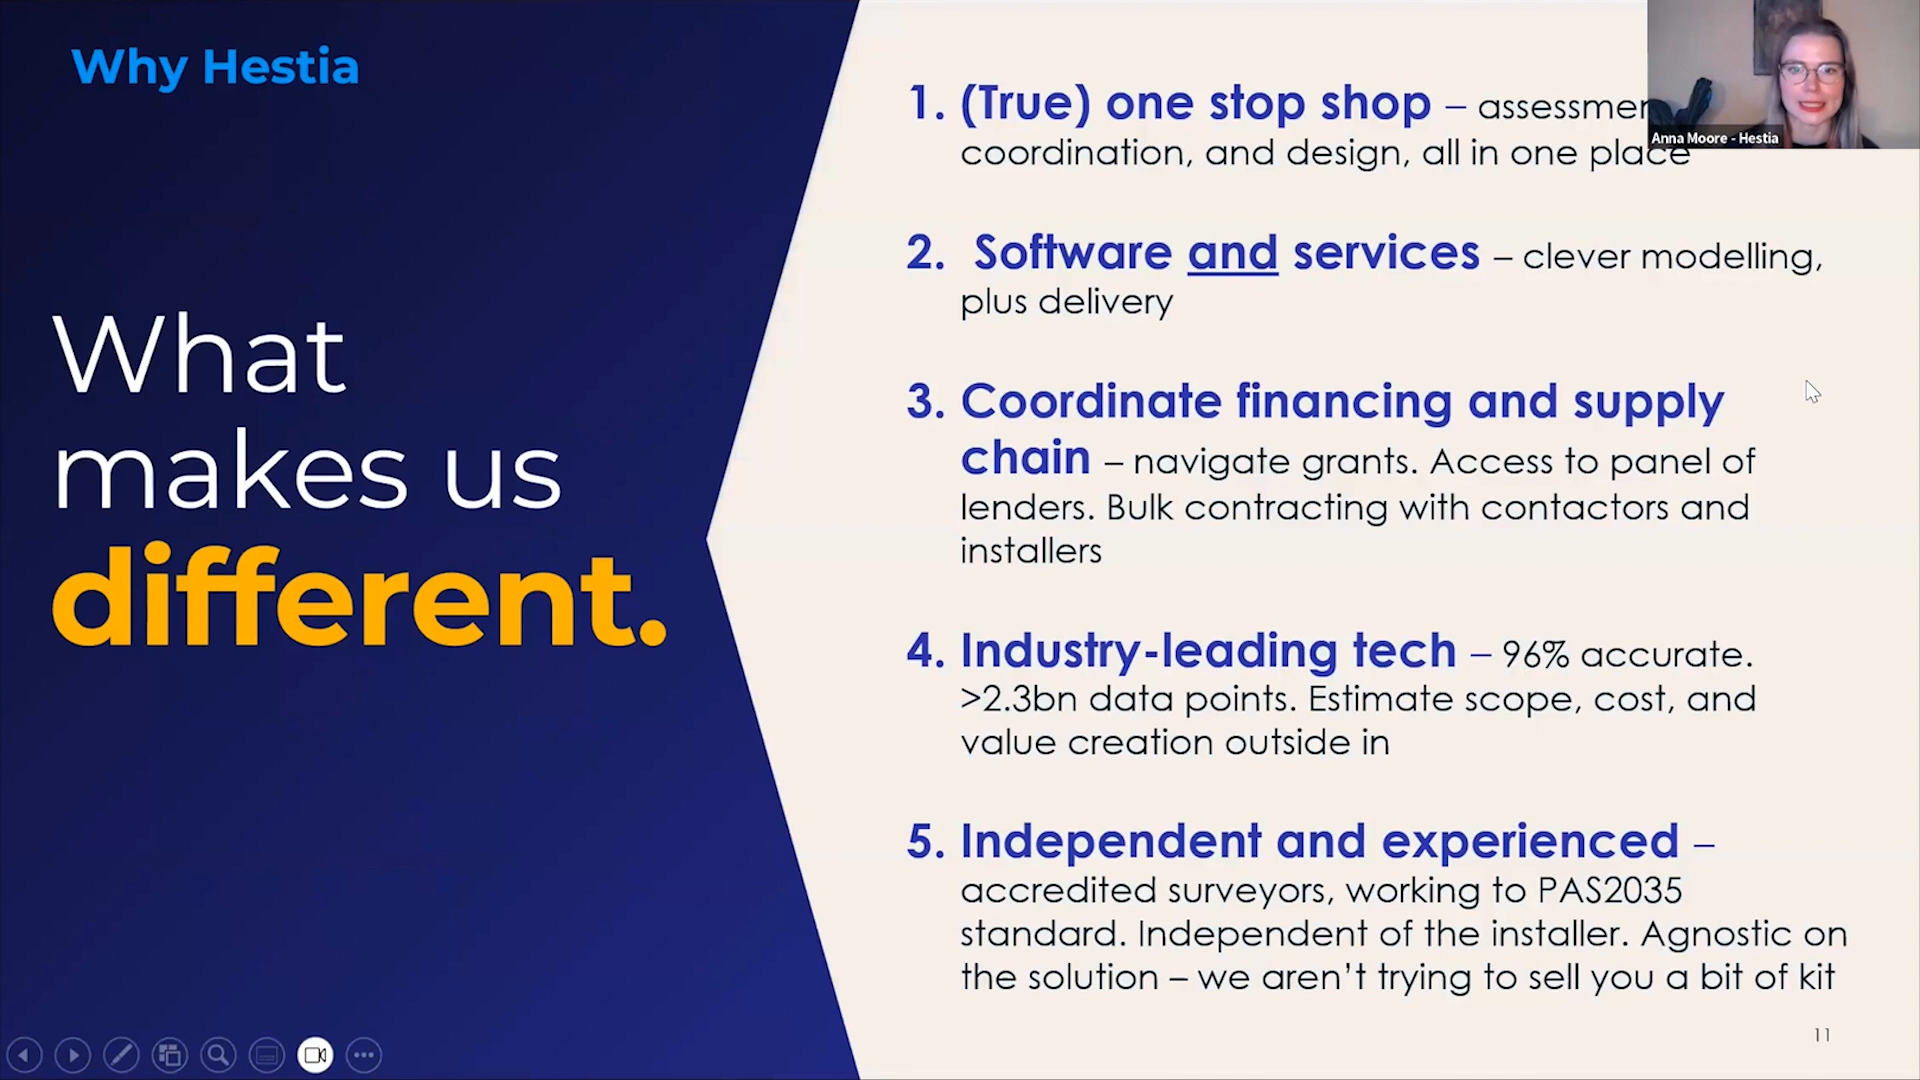 Why Hestia
What
makes us
different.
1. (True) one stop shop –
coordination, and design, all in one place
2. Software and services – clever modelling,
plus delivery
3. Coordinate financing and supply
chain – navigate grants. Access to panel of
lenders. Bulk contracting with contactors and
installers
4. Industry-leading tech – 96% accurate.
>2.3bn data points. Estimate scope, cost, and
value creation outside in
5. Independent and experienced –
accredited surveyors, working to PAS2035
standard. Independent of the installer. Agnostic on
the solution – we aren’t trying to sell you a bit of kit
11
Anna Moore - Hestia